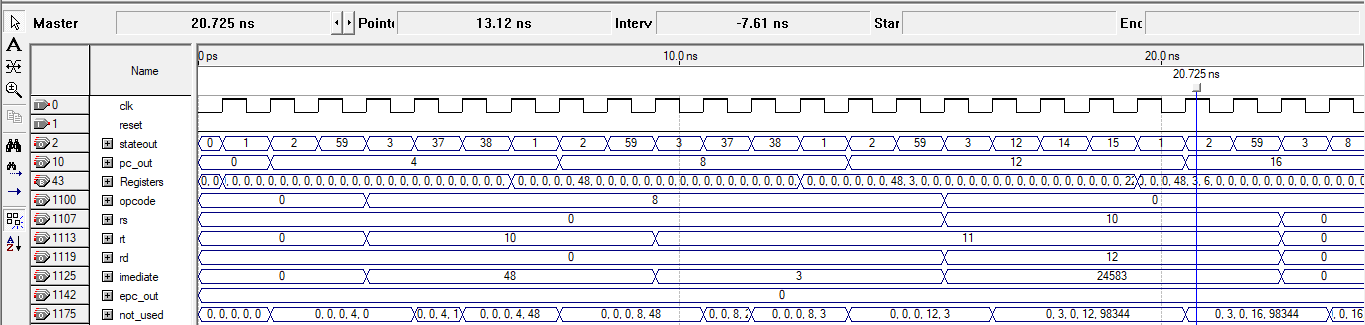 Master 20.725 ns Pointe 13.12 ns Interv -7.61 ns Star Enc
A
0 ps 10.0 ns 20.0 ns
Name
20.725 ns
0 clk
1 reset
2 stateout 0 1 2 59 3 37 38 1 2 59 3 37 38 1 2 59 3 12 14 15 1 2 59 3 8
10 pc_out 0 4 8 12 16
43 Registers 0, 0 , 0, 0, 0, 0, 0, 0, 0, 0, 0, 0, 0, 0, 0, 0, 0, 0, 0, 0, 0, 0, 0, 0, 48, 0, 0, 0, 0, 0, 0, 0, 0, 0, 0, 0, 0, 0, 0, 0, 0, 0, 0, 0, 0, 0, 48, 3, 0, 0, 0, 0, 0, 0, 0, 0, 0, 0, 0, 0, 0, 0, 0, 22 0, 0, 0, 48, 3, 6, 0, 0, 0, 0, 0, 0, 0, 0, 0, 0, 0
1100 opcode 0 8 0
1107 rs 0 10 0
1113 rt 0 10 11 0
1119 rd 0 12 0
1125 imediate 0 48 3 24583 0
1142 epc_out 0
1175 not_used 0, 0, 0, 0, 0 0, 0, 0, 4, 0 0, 0, 4, 1 0, 0, 0, 4, 48 0, 0, 0, 8, 48 0, 0, 8, 2 0, 0, 0, 8, 3 0, 0, 0, 12, 3 0, 3, 0, 12, 98344 0, 3, 0, 16, 98344 0, 16